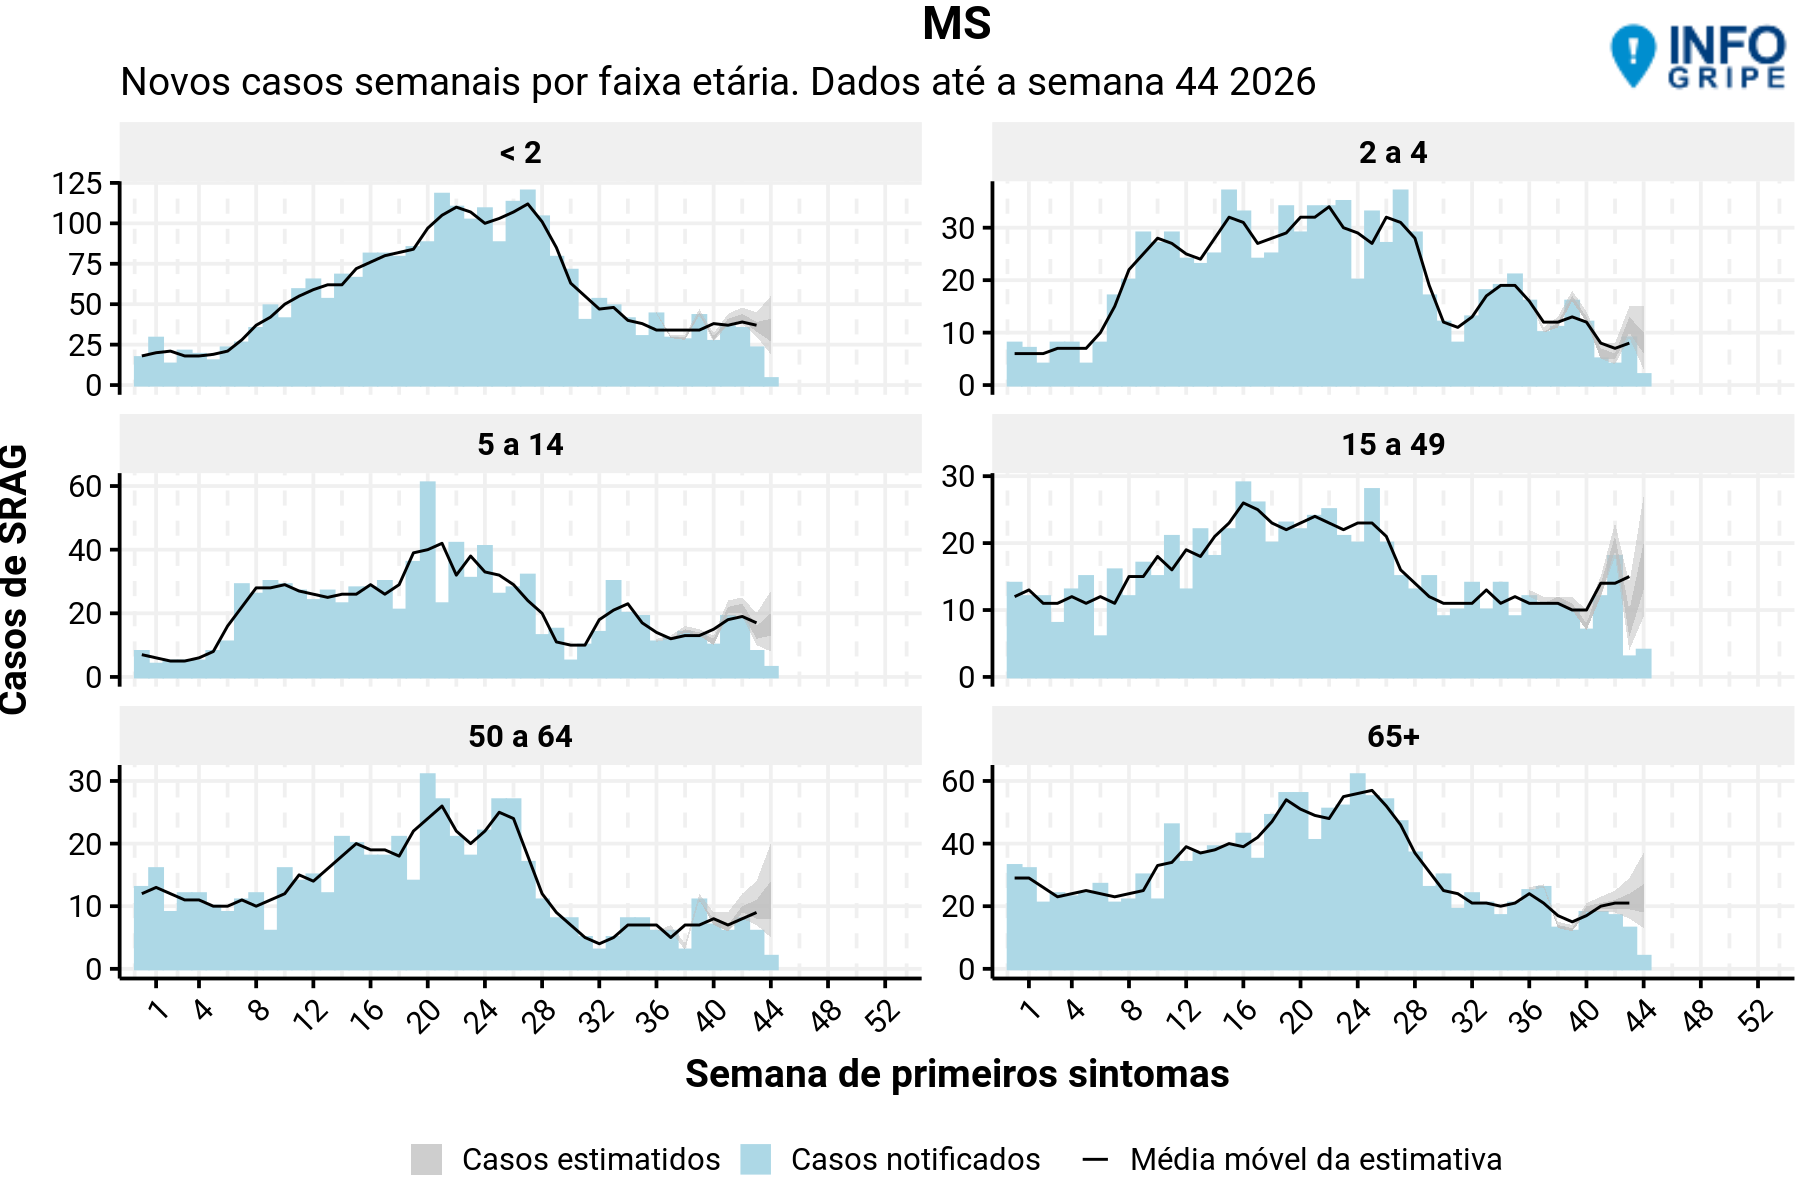 MS
INFO
GRIPE
Novos casos semanais por faixa etária. Dados até a semana 44 2026
< 2
2 a 4
125
100
75
50
25
0
30
20
10
0
5 a 14
15 a 49
60
40
20
0
30
20
10
0
50 a 64
65+
30
20
10
0
60
40
20
0
Casos de SRAG
1 4 8 12 16 20 24 28 32 36 40 44 48 52
1 4 8 12 16 20 24 28 32 36 40 44 48 52
Semana de primeiros sintomas
Casos estimatidos Casos notificados Média móvel da estimativa